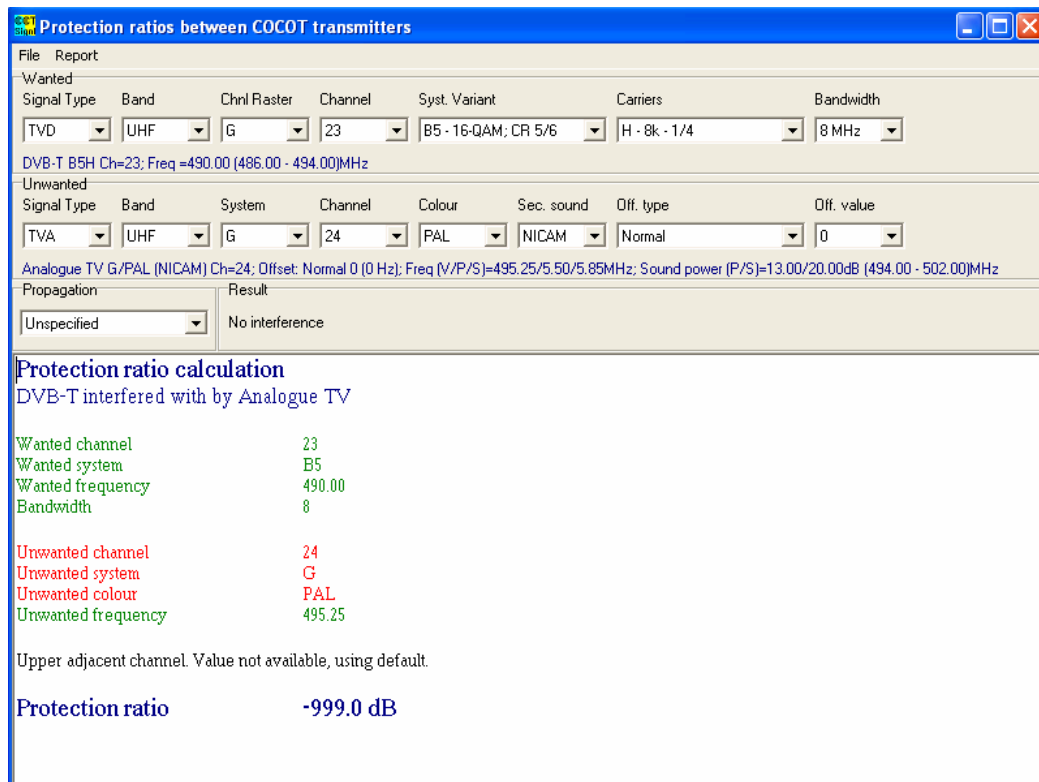 CCT Signl Protection ratios between COCOT transmitters
File Report
Wanted
Signal Type Band Chnl Raster Channel Syst. Variant Carriers Bandwidth
TVD UHF G 23 B5 - 16-QAM; CR 5/6 H - 8k - 1/4 8 MHz
DVB-T B5H Ch=23; Freq =490.00 (486.00 - 494.00)MHz
Unwanted
Signal Type Band System Channel Colour Sec. sound Off. type Off. value
TVA UHF G 24 PAL NICAM Normal 0
Analogue TV G/PAL (NICAM) Ch=24; Offset: Normal 0 (0 Hz); Freq (V/P/S)=495.25/5.50/5.85MHz; Sound power (P/S)=13.00/20.00dB (494.00 - 502.00)MHz
Propagation Result
Unspecified No interference
Protection ratio calculation
DVB-T interfered with by Analogue TV
Wanted channel 23
Wanted system B5
Wanted frequency 490.00
Bandwidth 8
Unwanted channel 24
Unwanted system G
Unwanted colour PAL
Unwanted frequency 495.25
Upper adjacent channel. Value not available, using default.
Protection ratio -999.0 dB